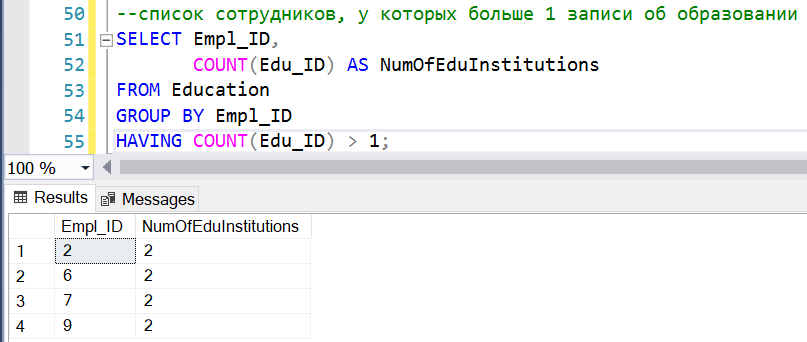 50 --список сотрудников, у которых больше 1 записи об образовании
51 SELECT Empl_ID,
52 COUNT(Edu_ID) AS NumOfEduInstitutions
53 FROM Education
54 GROUP BY Empl_ID
55 HAVING COUNT(Edu_ID) > 1;
100 %
Results Messages
Empl_ID NumOfEduInstitutions
1 2 2
2 6 2
3 7 2
4 9 2